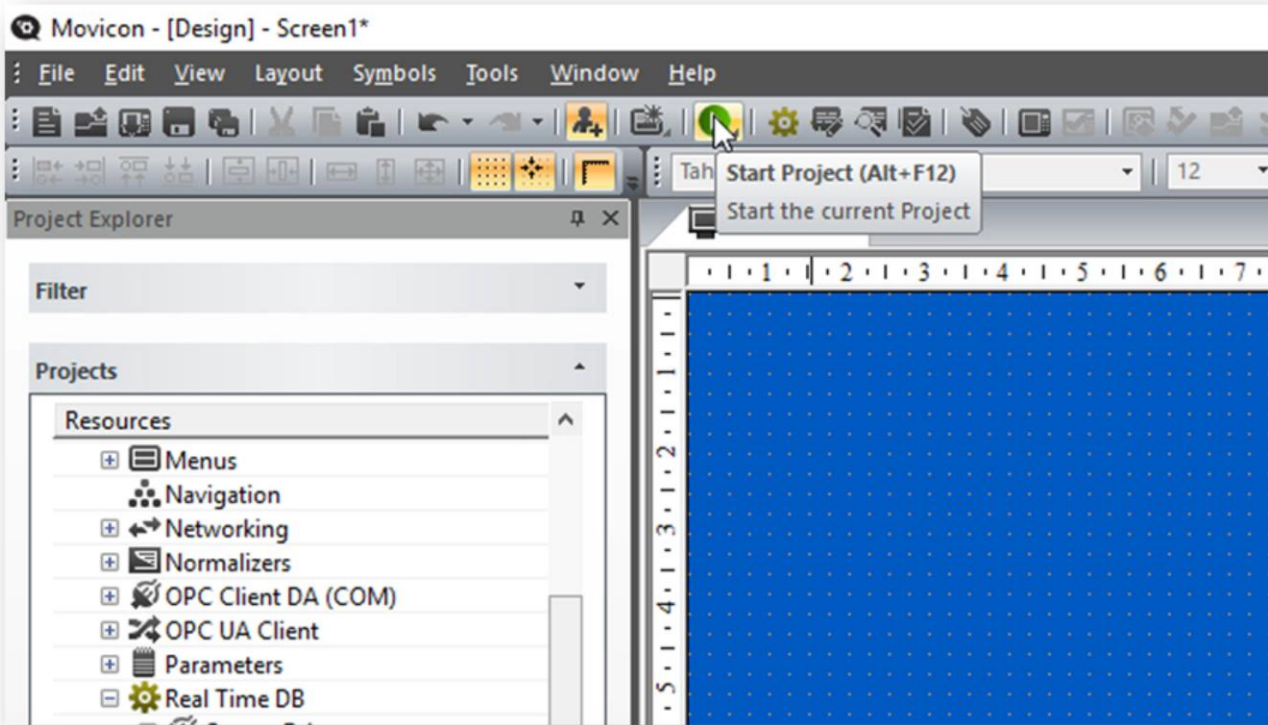 Movicon - [Design] - Screen1*
File Edit View Layout Symbols Tools Window Help
Tah
12
Start Project (Alt+F12)
Start the current Project
Project Explorer
Filter
Projects
Resources
Menus
Navigation
Networking
Normalizers
OPC Client DA (COM)
OPC UA Client
Parameters
Real Time DB
1 2 3 4 5 6 7
1
2
3
4
5